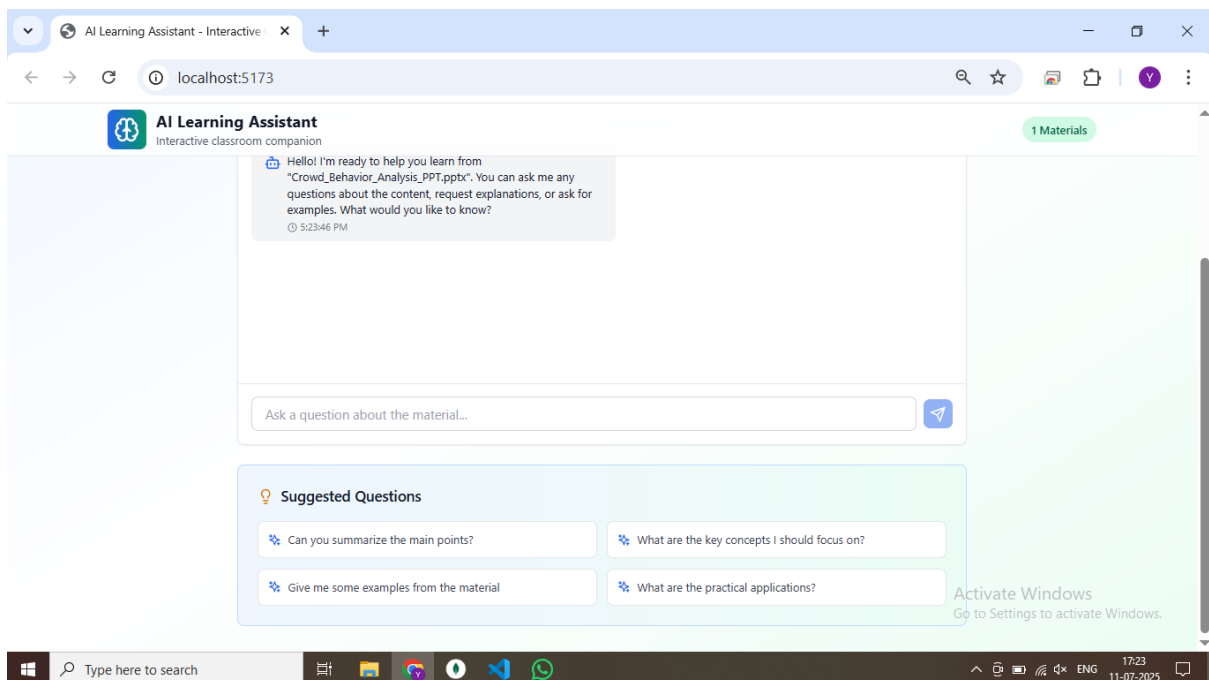 AI Learning Assistant - Interactive
localhost:5173
Y
AI Learning Assistant
Interactive classroom companion
1 Materials
Hello! I'm ready to help you learn from
"Crowd_Behavior_Analysis_PPT.pptx". You can ask me any
questions about the content, request explanations, or ask for
examples. What would you like to know?
5:23:46 PM
Ask a question about the material...
Suggested Questions
Can you summarize the main points?
What are the key concepts I should focus on?
Give me some examples from the material
What are the practical applications?
Activate Windows
Go to Settings to activate Windows.
Type here to search
ENG
17:23
11-07-2025